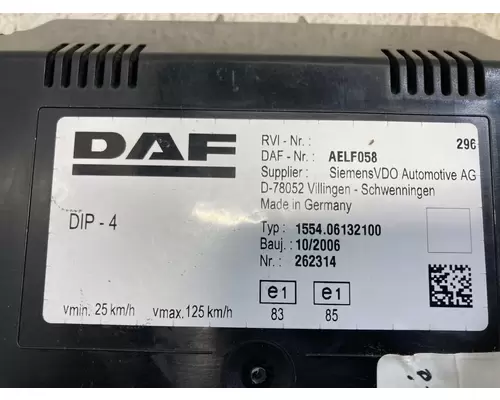 DAF
DIP - 4
vmin. 25 km/h vmax. 125 km/h
RVI - Nr. : 296
DAF - Nr. : AELF058
Supplier : SiemensVDO Automotive AG
D-78052 Villingen - Schwenningen
Made in Germany
Typ : 1554.06132100
Bauj. : 10/2006
Nr. : 262314
e1 e1
83 85